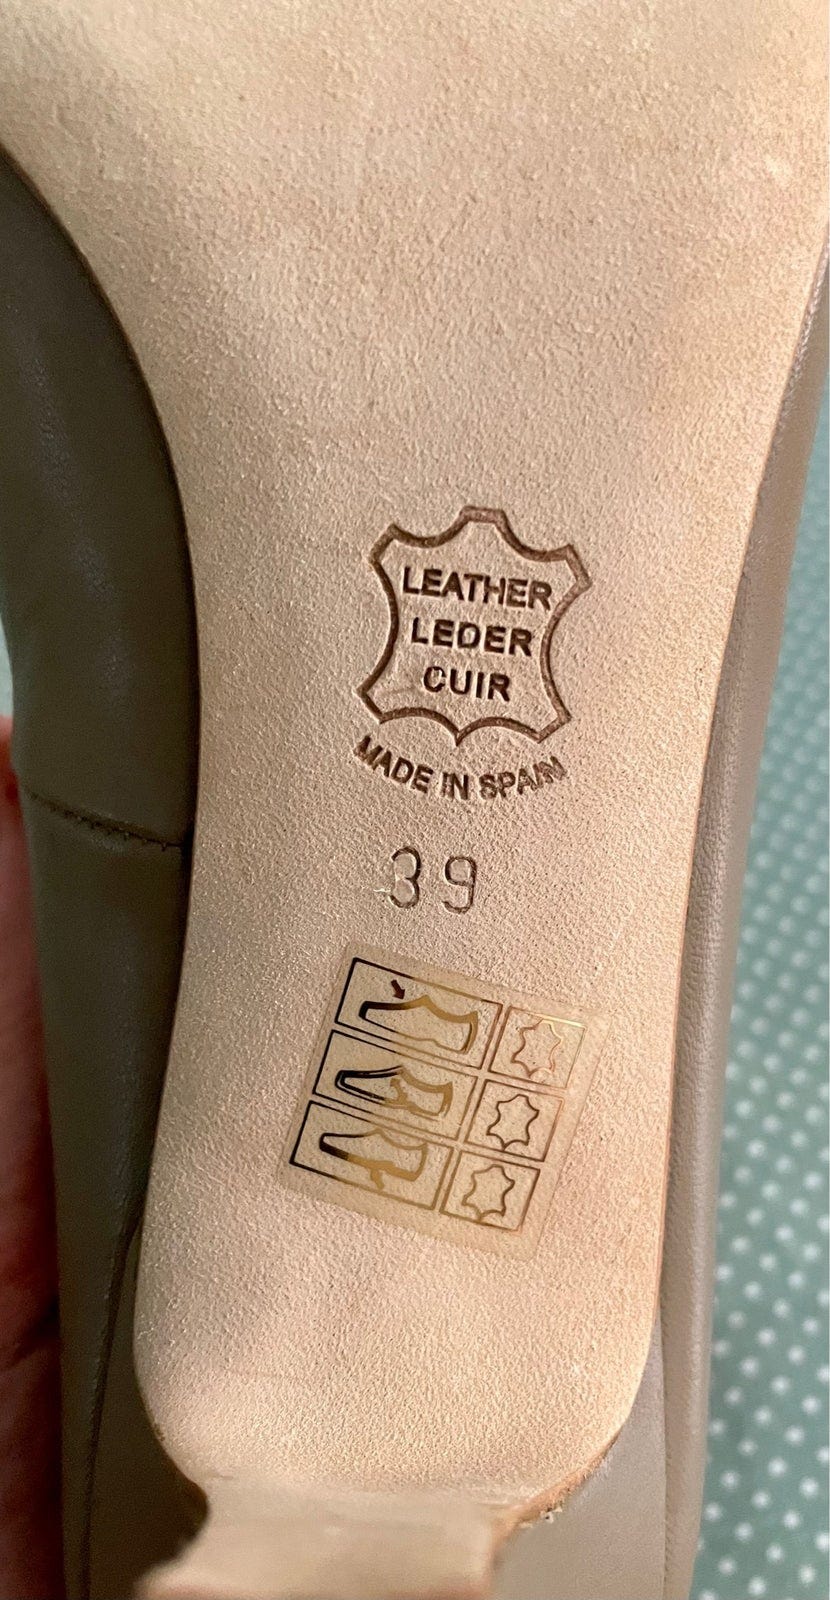 LEATHER
LEDER
CUIR
MADE IN SPAIN
39